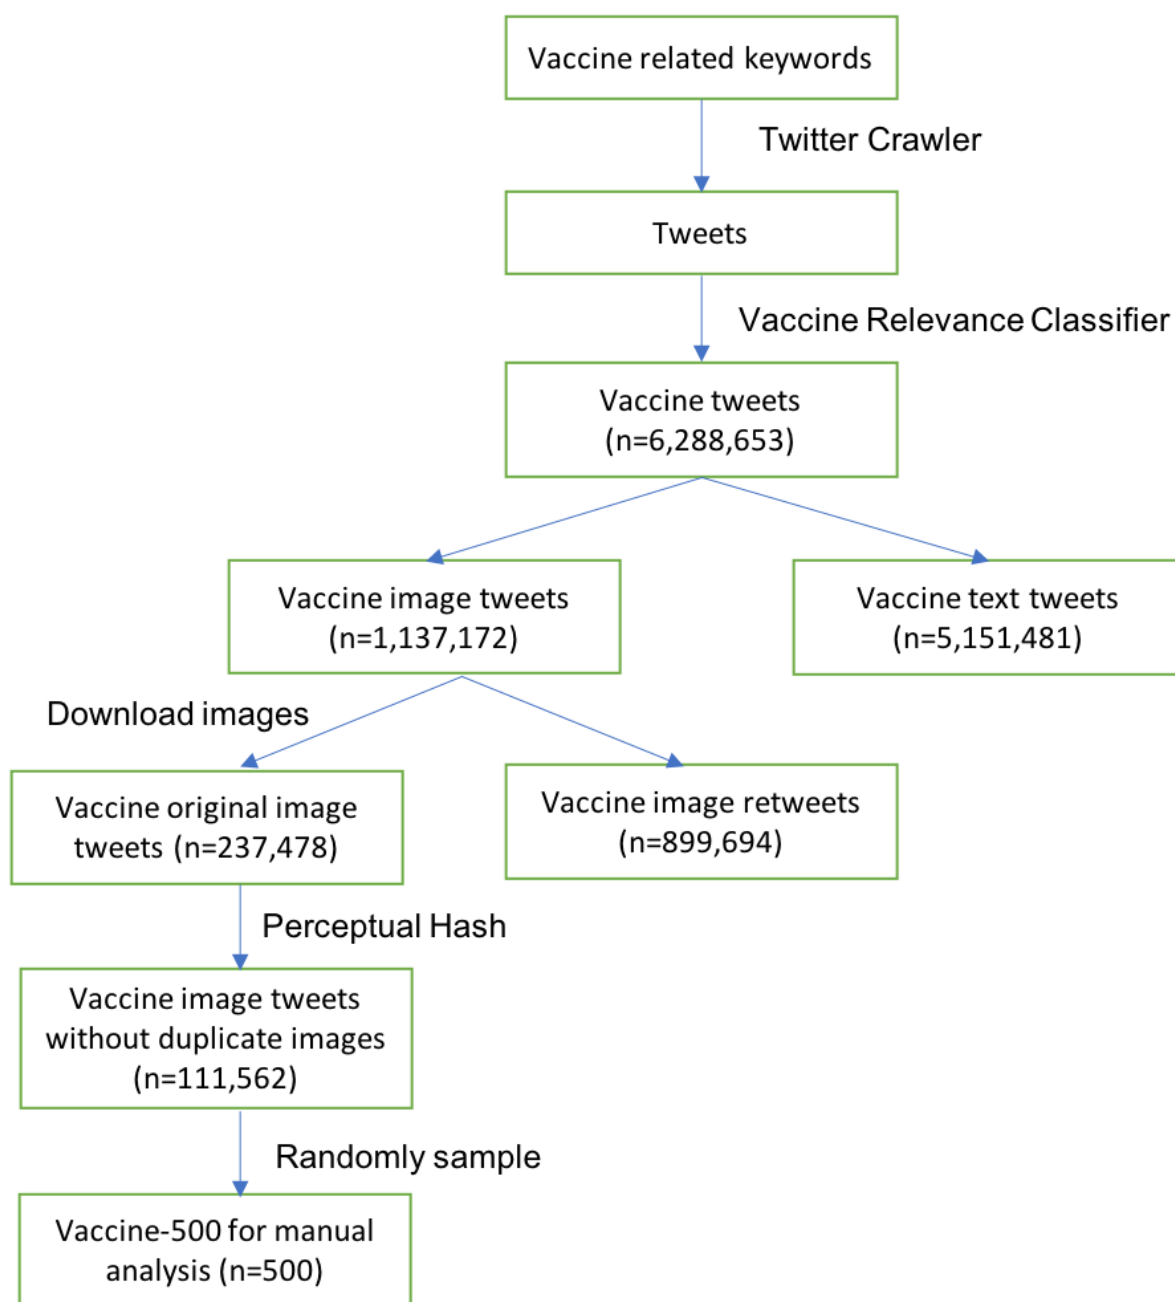 Vaccine related keywords
Twitter Crawler
Tweets
Vaccine Relevance Classifier
Vaccine tweets
(n=6,288,653)
Vaccine image tweets
(n=1,137,172)
Vaccine text tweets
(n=5,151,481)
Download images
Vaccine original image
tweets (n=237,478)
Vaccine image retweets
(n=899,694)
Perceptual Hash
Vaccine image tweets
without duplicate images
(n=111,562)
Randomly sample
Vaccine-500 for manual
analysis (n=500)